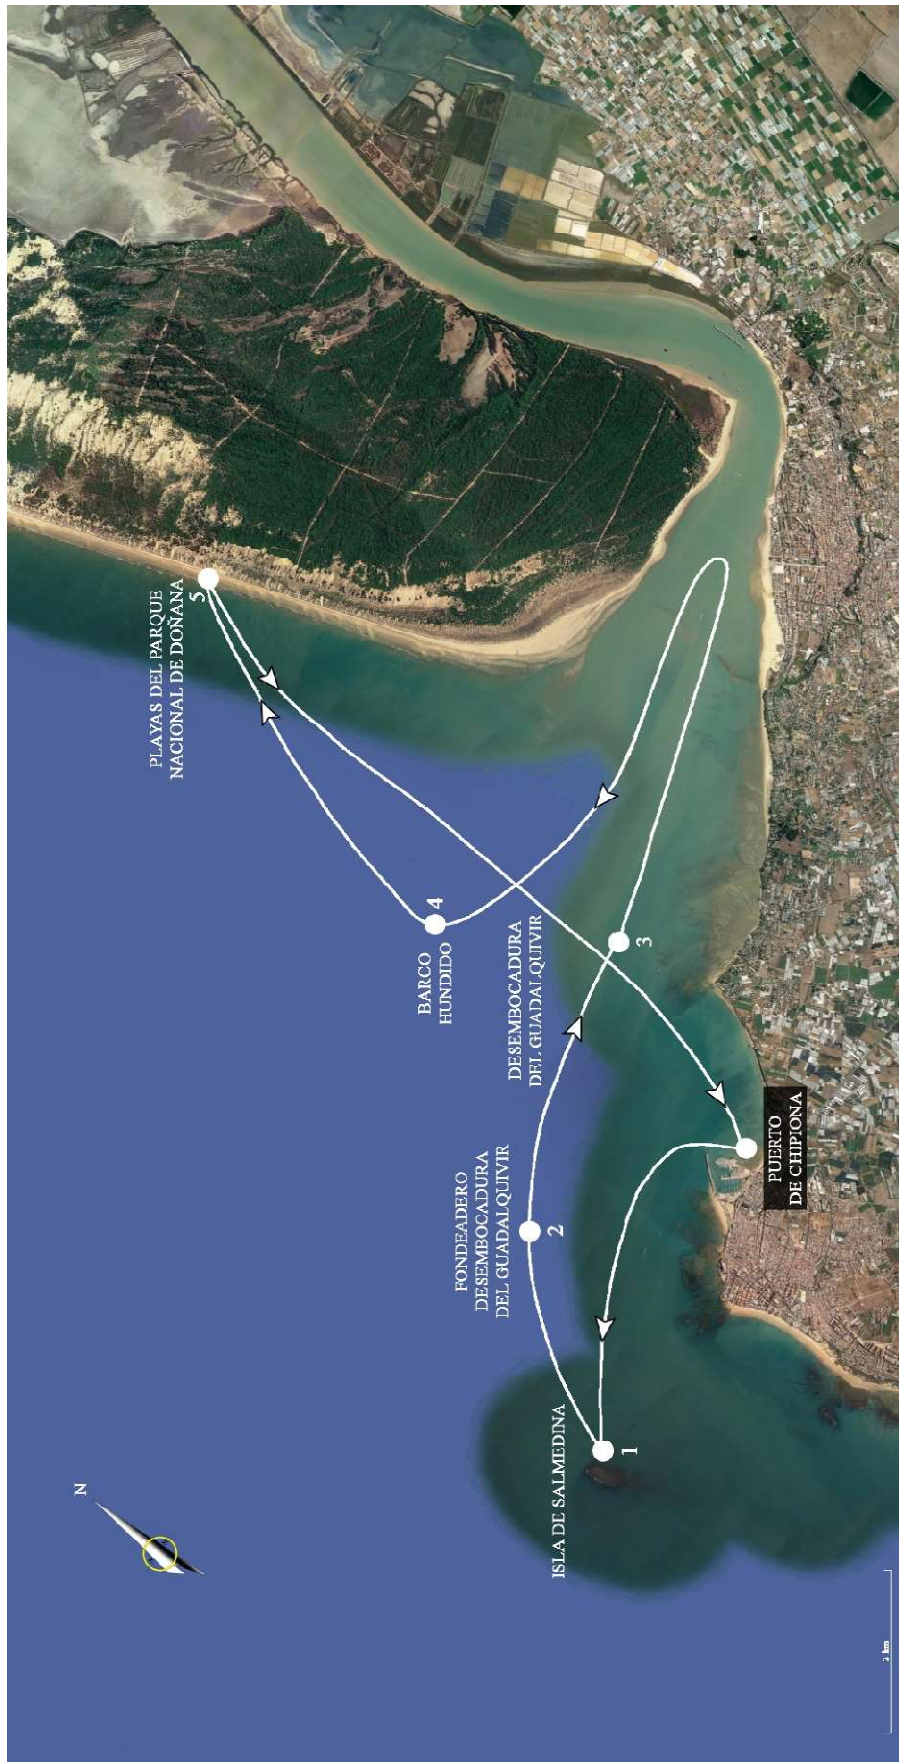 N
PLAYAS DEL PARQUE
NACIONAL DE DOÑANA
5
BARCO
HUNDIDO
4
FONDEADERO
DESEMBOCADURA
DEL GUADALQUIVIR
2
DESEMBOCADURA
DEL GUADALQUIVIR
3
ISLA DE SALMEDINA
1
PUERTO
DE CHIPIONA
km